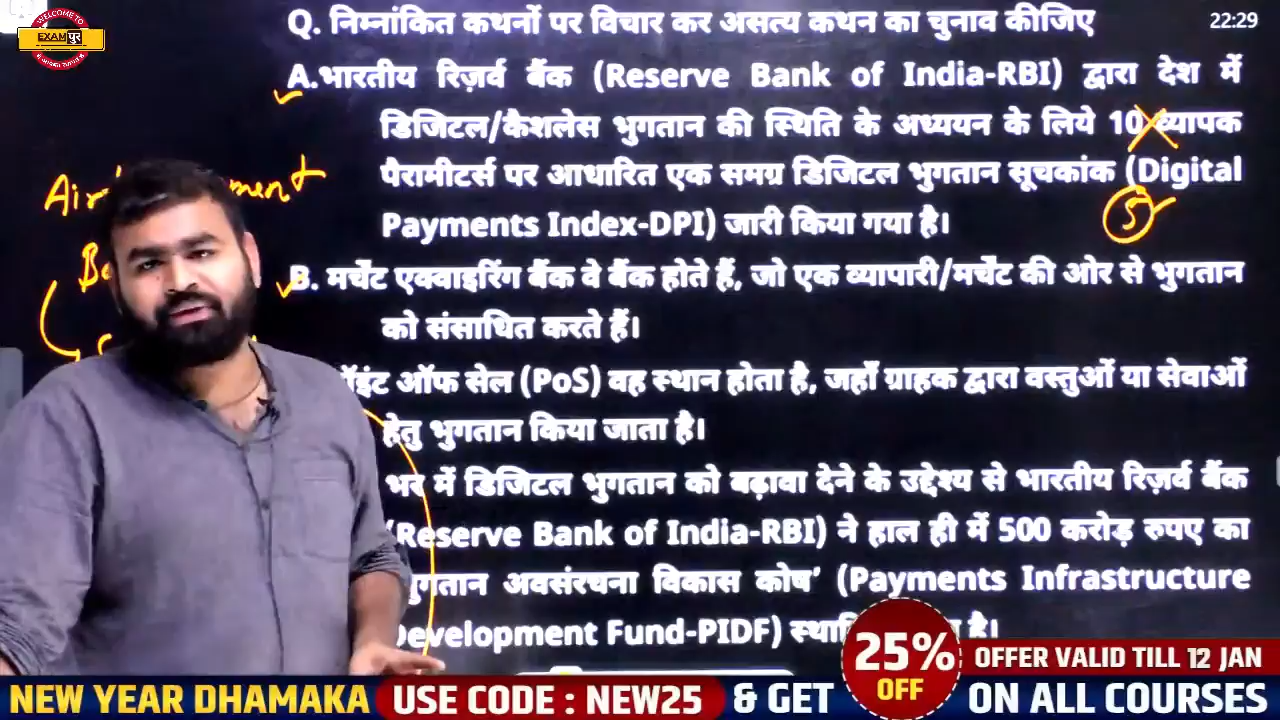 WELCOME TO
EXAMपुर
Q. निम्नांकित कथनों पर विचार कर असत्य कथन का चुनाव कीजिए
22:29
A.भारतीय रिज़र्व बैंक (Reserve Bank of India-RBI) द्वारा देश में
डिजिटल/कैशलेस भुगतान की स्थिति के अध्ययन के लिये 10 व्यापक
पैरामीटर्स पर आधारित एक समग्र डिजिटल भुगतान सूचकांक (Digital
Payments Index-DPI) जारी किया गया है।
5
B. मर्चेंट एक्वाइरिंग बैंक वे बैंक होते हैं, जो एक व्यापारी/मर्चेंट की ओर से भुगतान
को संसाधित करते हैं।
ऑफ सेल (PoS) वह स्थान होता है, जहाँ ग्राहक द्वारा वस्तुओं या सेवाओं
हेतु भुगतान किया जाता है।
भर में डिजिटल भुगतान को बढ़ावा देने के उद्देश्य से भारतीय रिज़र्व बैंक
(Reserve Bank of India-RBI) ने हाल ही में 500 करोड़ रुपए का
अवसंरचना विकास कोष’ (Payments Infrastructure
Development Fund-PIDF) है।
25% OFF
OFFER VALID TILL 12 JAN
NEW YEAR DHAMAKA USE CODE : NEW25 & GET ON ALL COURSES